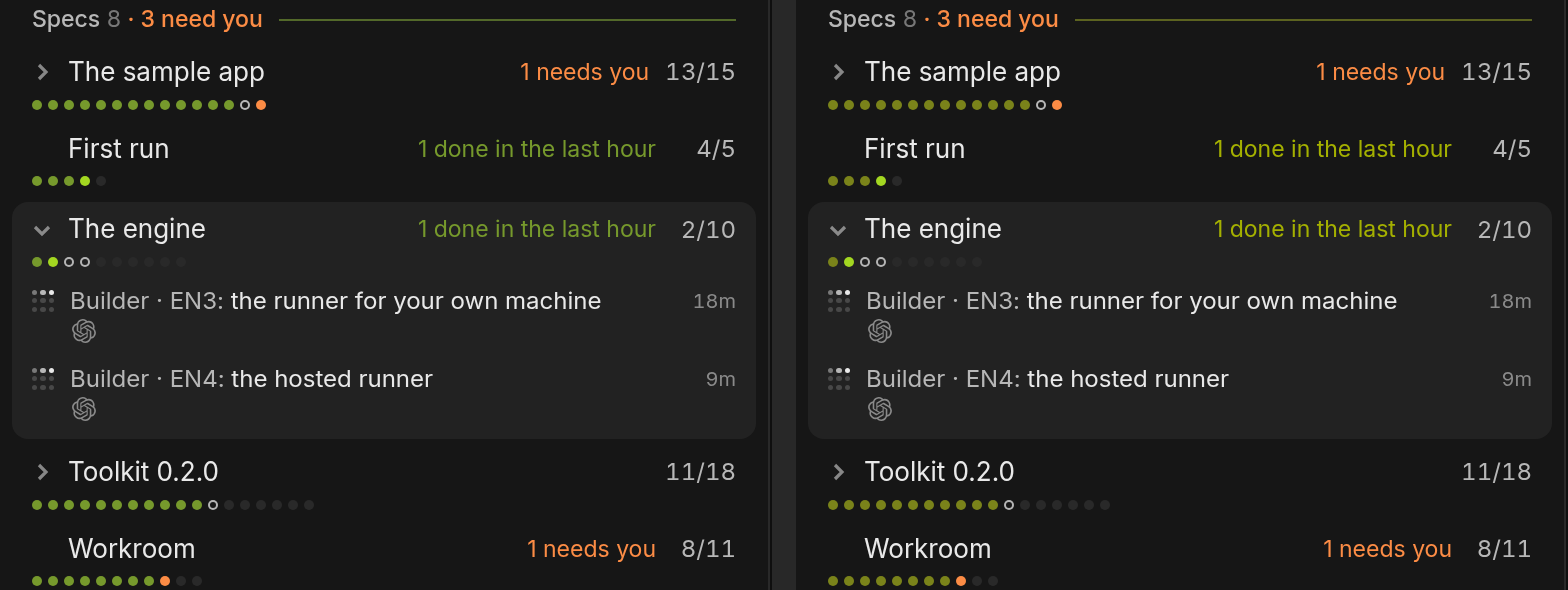 Specs 8 · 3 need you
The sample app 1 needs you 13/15
First run 1 done in the last hour 4/5
The engine 1 done in the last hour 2/10
Builder · EN3: the runner for your own machine 18m
Builder · EN4: the hosted runner 9m
Toolkit 0.2.0 11/18
Workroom 1 needs you 8/11
Specs 8 · 3 need you
The sample app 1 needs you 13/15
First run 1 done in the last hour 4/5
The engine 1 done in the last hour 2/10
Builder · EN3: the runner for your own machine 18m
Builder · EN4: the hosted runner 9m
Toolkit 0.2.0 11/18
Workroom 1 needs you 8/11